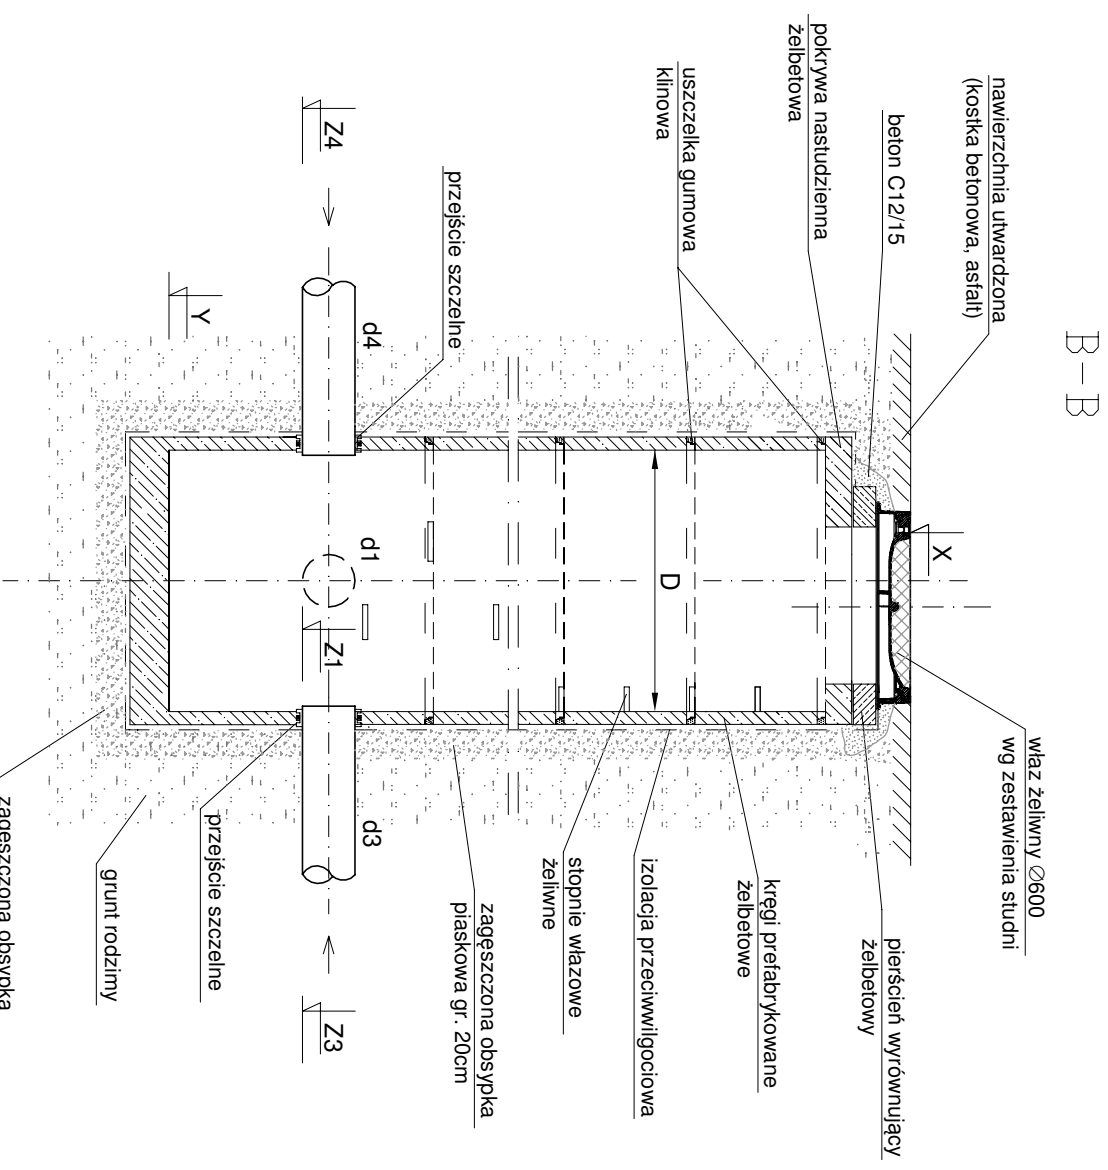 B - B
nawierzchnia utwardzona
(kostka betonowa, asfalt)
beton C12/15
pokrywa nastudzienna
żelbetowa
uszczelka gumowa
klinowa
przejście szczelne
Z4
Y
d4
d1
Z1
D
X
d3
Z3
właz żeliwny ∅600
wg zestawienia studni
pierścień wyrównujący
żelbetowy
kręgi prefabrykowane
żelbetowe
izolacja przeciwwilgociowa
stopnie włazowe
żeliwne
zagęszczona obsypka
piaskowa gr. 20cm
przejście szczelne
grunt rodzimy
zagęszczona obsypka